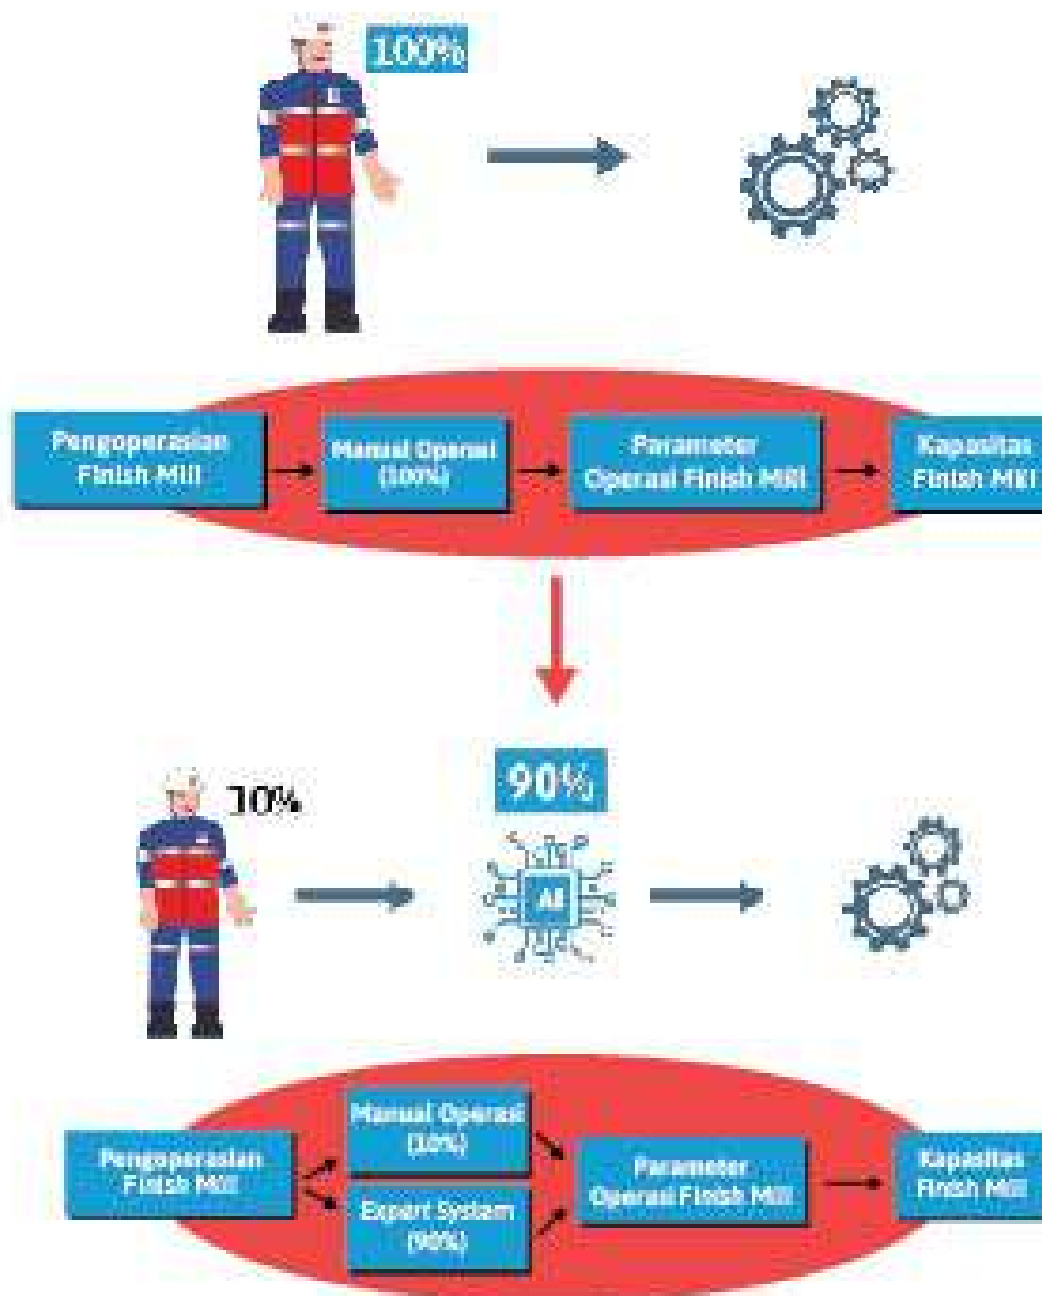 100%
Pengoperasian
Finish Mill
Manual Operasi
(100%)
Parameter
Operasi Finish Mill
Kapasitas
Finish Mill
90%
10%
AI
Pengoperasian
Finish Mill
Manual Operasi
(10%)
Expert System
(90%)
Parameter
Operasi Finish Mill
Kapasitas
Finish Mill